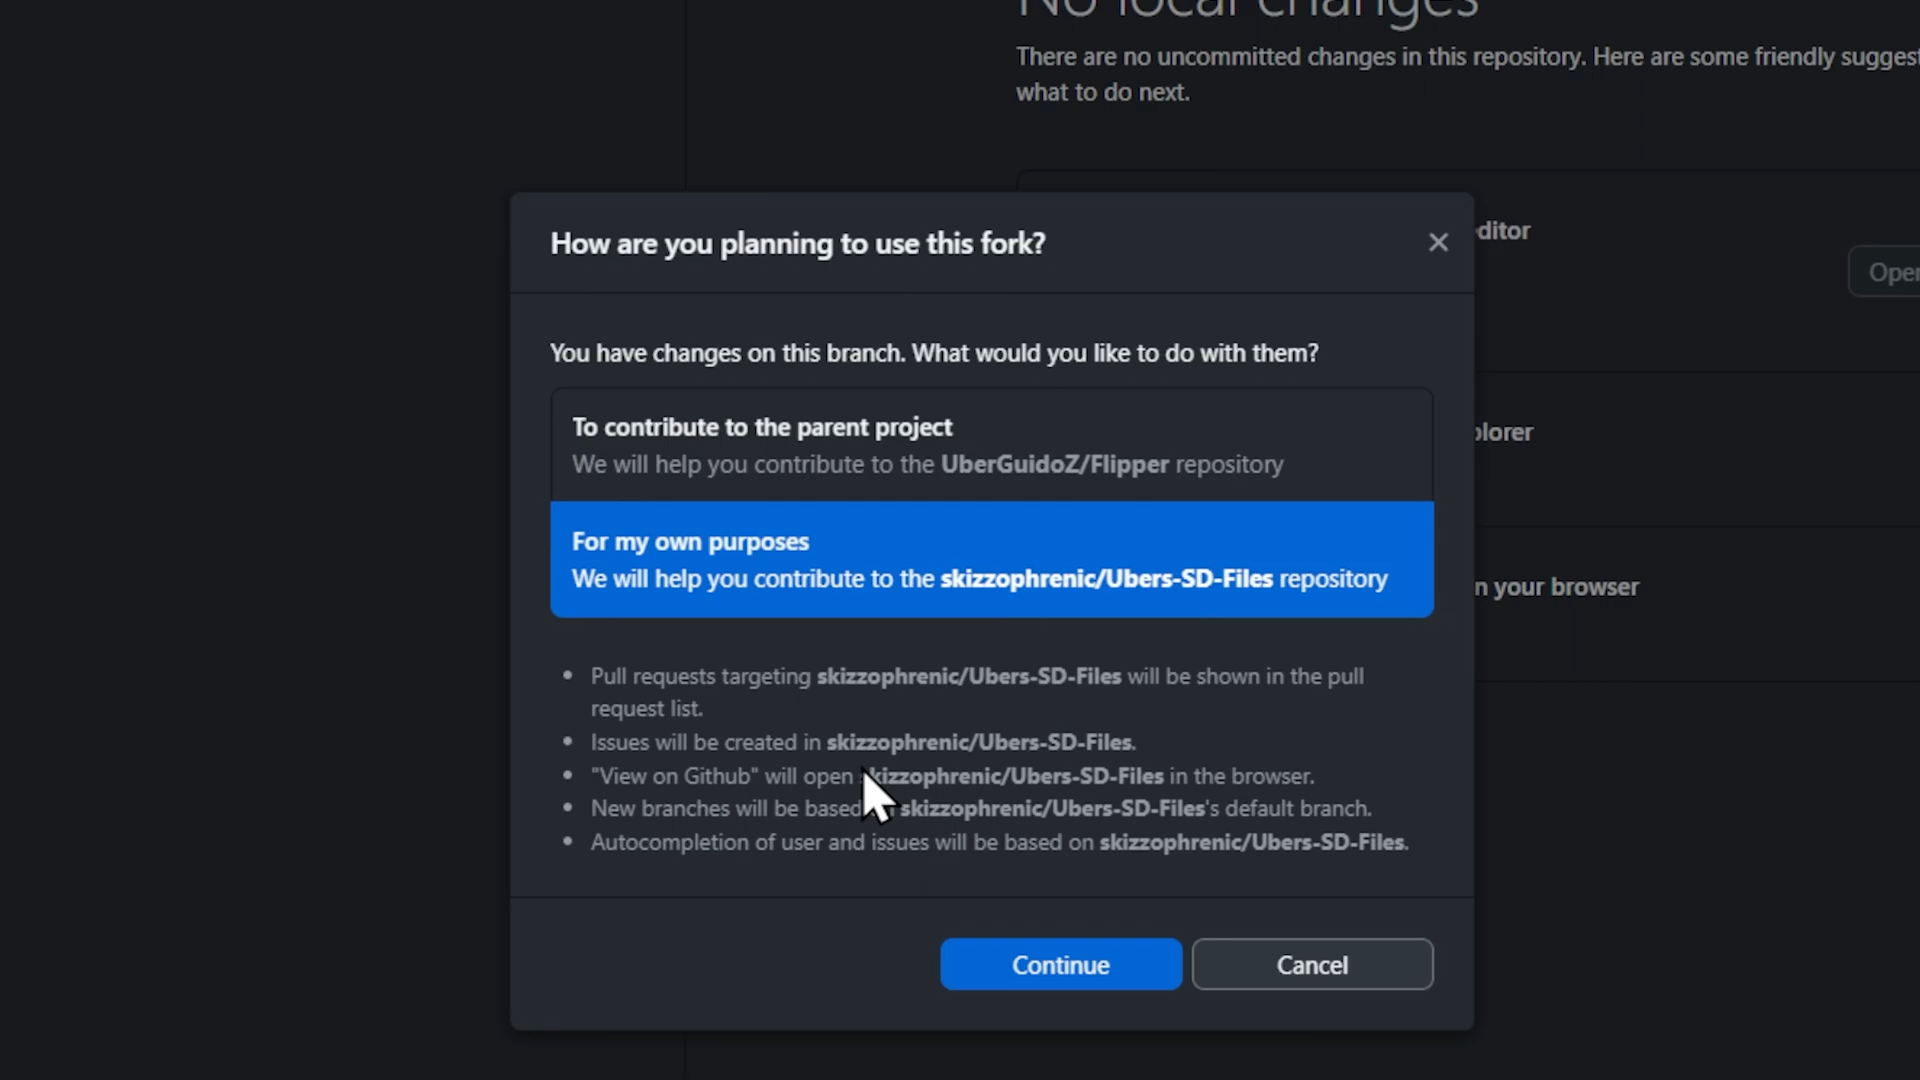 No local changes
There are no uncommitted changes in this repository. Here are some friendly
what to do next.
How are you planning to use this fork?
You have changes on this branch. What would you like to do with them?
To contribute to the parent project
We will help you contribute to the UberGuidoZ/Flipper repository
For my own purposes
We will help you contribute to the skizzophrenic/Ubers-SD-Files repository
Pull requests targeting skizzophrenic/Ubers-SD-Files will be shown in the pull
request list.
Issues will be created in skizzophrenic/Ubers-SD-Files.
"View on Github" will open skizzophrenic/Ubers-SD-Files in the browser.
New branches will be based skizzophrenic/Ubers-SD-Files's default branch.
Autocompletion of user and issues will be based on skizzophrenic/Ubers-SD-Files.
Continue
Cancel
your browser